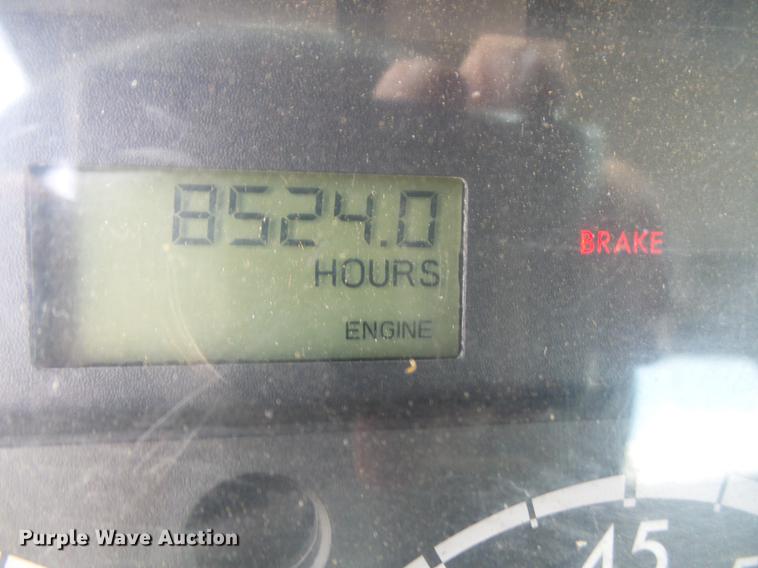 8524.0
HOURS
BRAKE
ENGINE
45
Purple Wave Auction